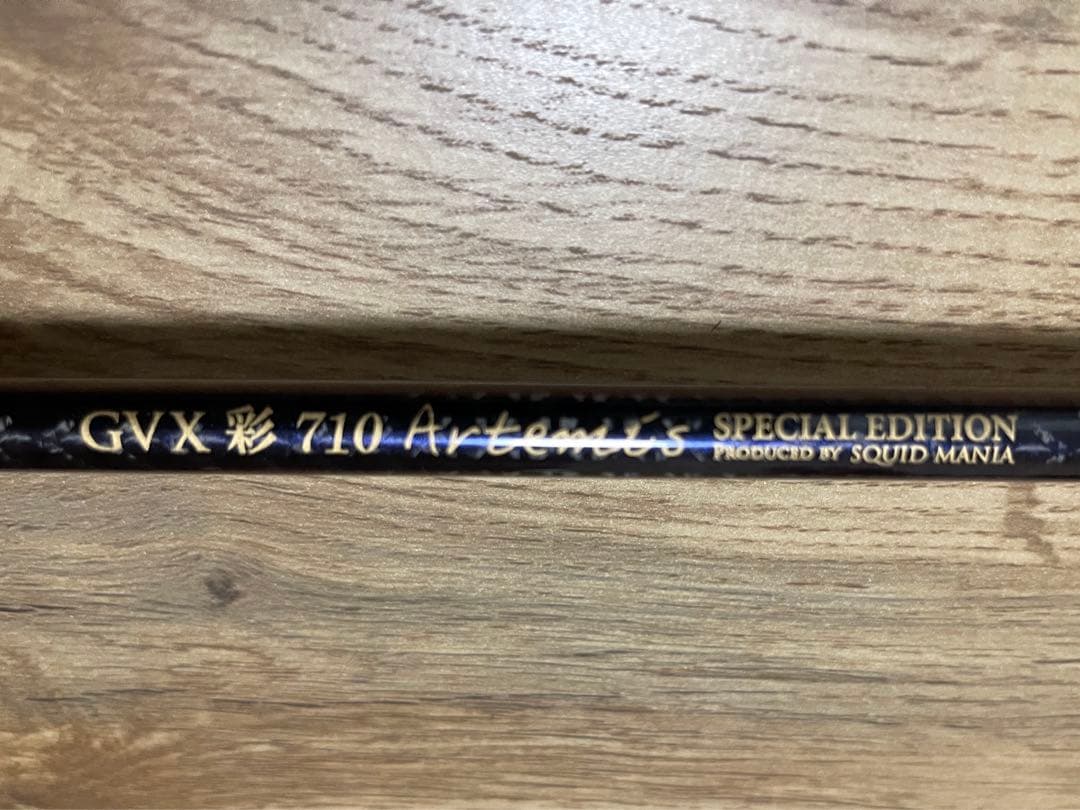 GVX 彩 710 Artemis SPECIAL EDITION
PRODUCED BY SQUID MANIA